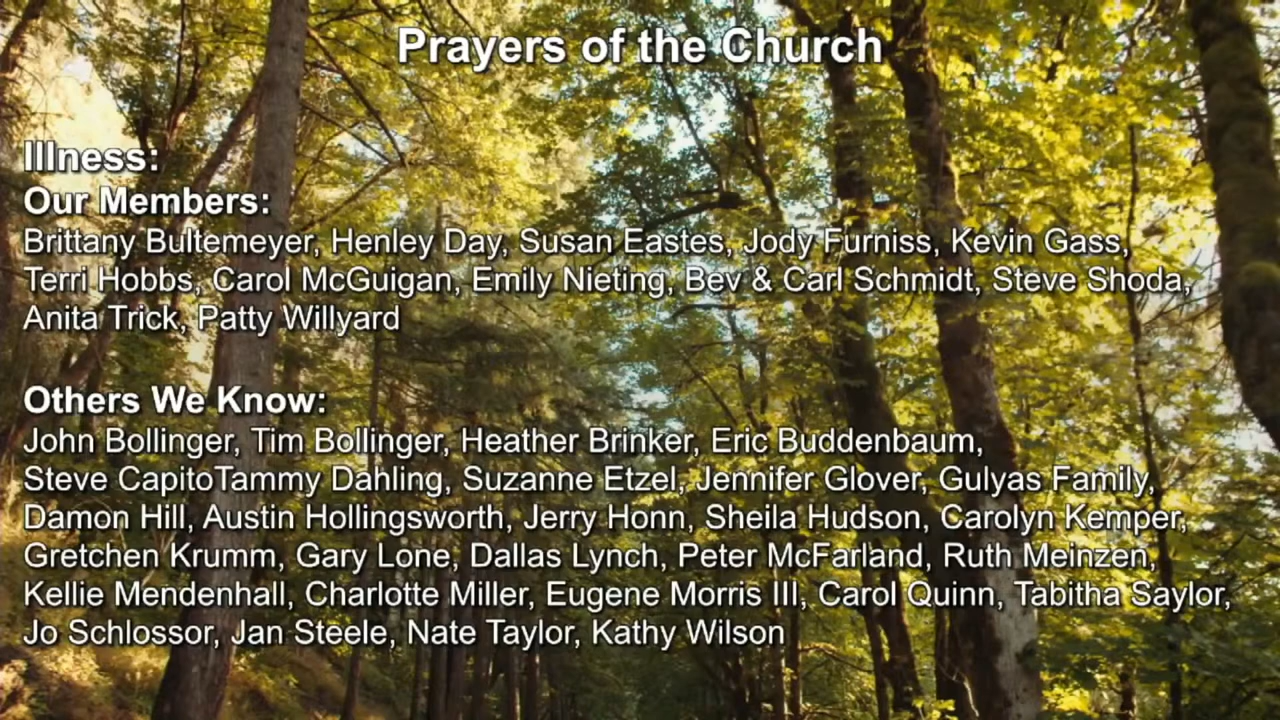 Prayers of the Church
Illness:
Our Members:
Brittany Bultemeyer, Henley Day, Susan Eastes, Jody Furniss, Kevin Gass,
Terri Hobbs, Carol McGuigan, Emily Nieting, Bev & Carl Schmidt, Steve Shoda,
Anita Trick, Patty Willyard
Others We Know:
John Bollinger, Tim Bollinger, Heather Brinker, Eric Buddenbaum,
Steve CapitoTammy Dahling, Suzanne Etzel, Jennifer Glover, Gulyas Family,
Damon Hill, Austin Hollingsworth, Jerry Honn, Sheila Hudson, Carolyn Kemper,
Gretchen Krumm, Gary Lone, Dallas Lynch, Peter McFarland, Ruth Meinzen,
Kellie Mendenhall, Charlotte Miller, Eugene Morris III, Carol Quinn, Tabitha Saylor,
Jo Schlossor, Jan Steele, Nate Taylor, Kathy Wilson